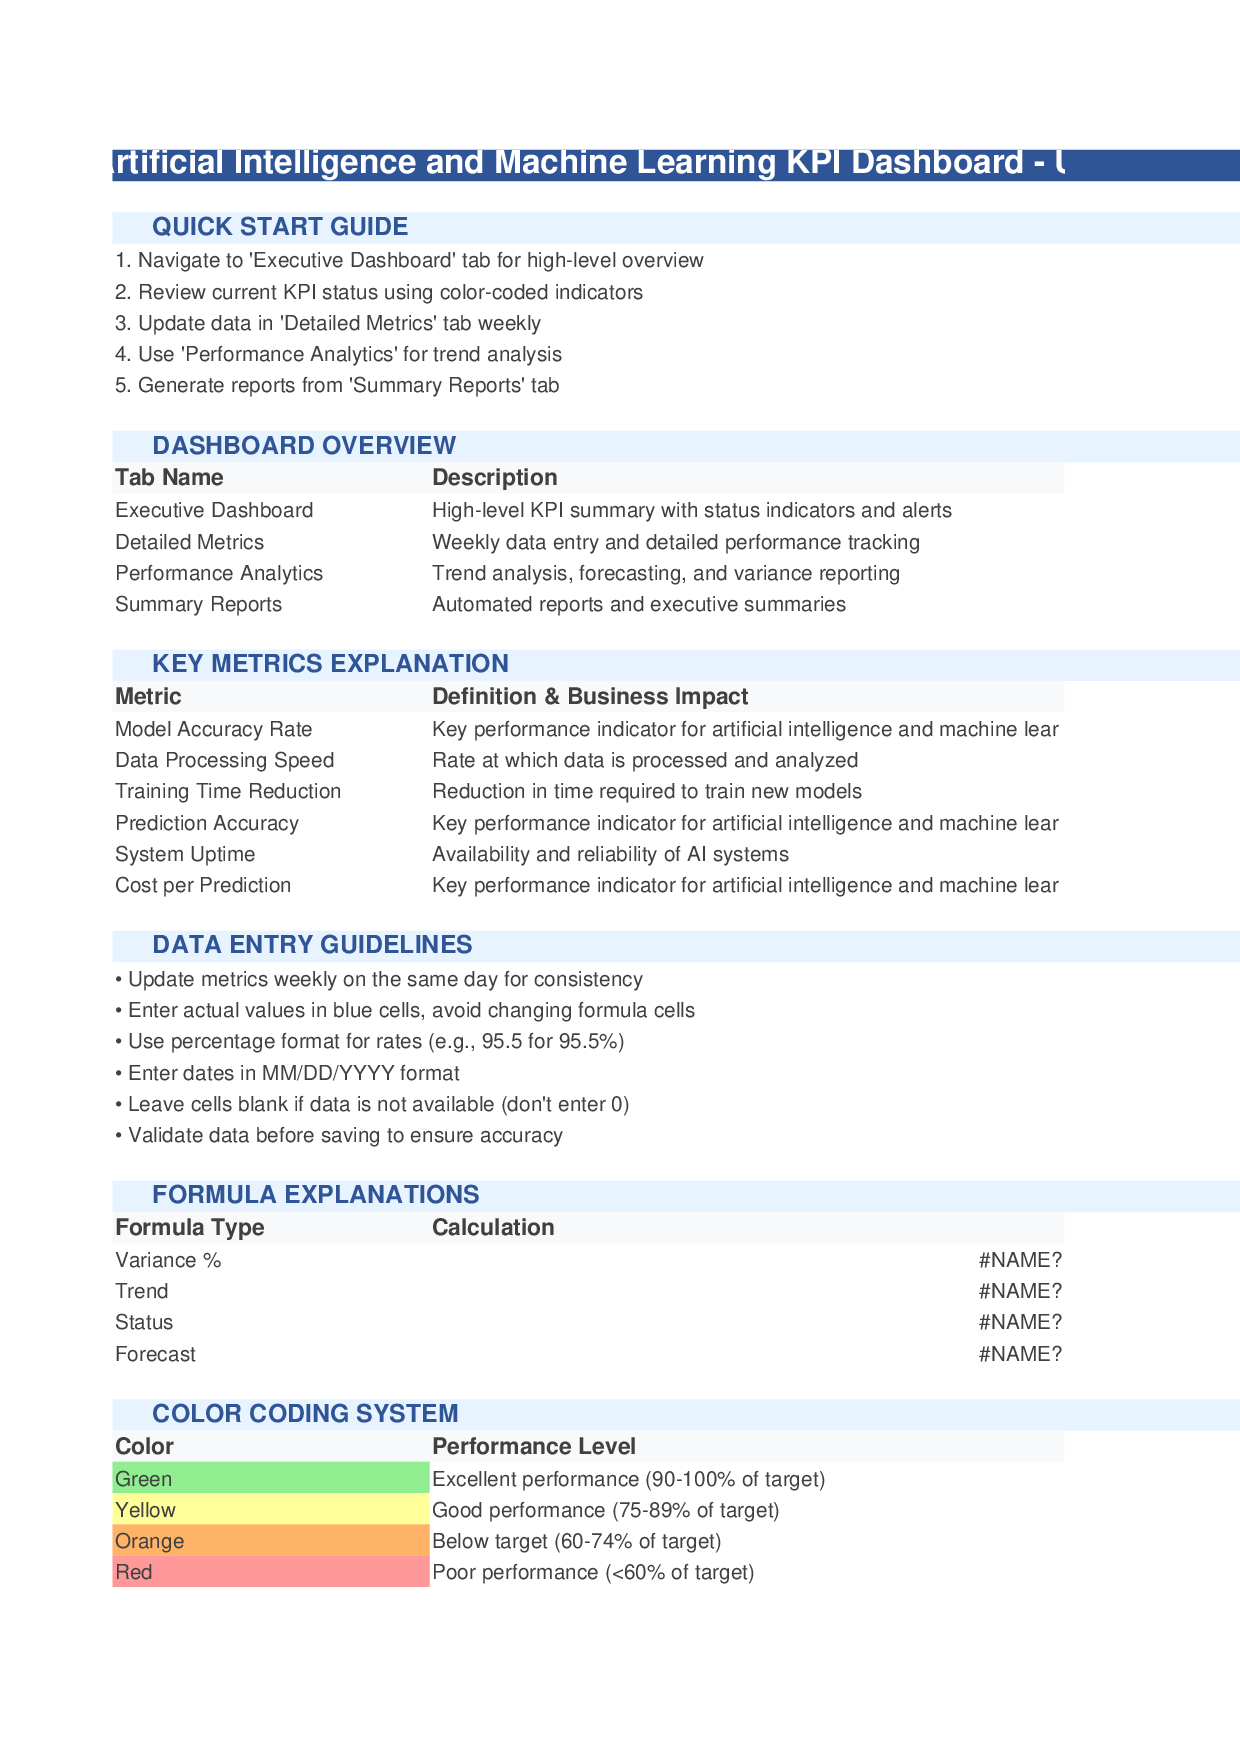 rtificial Intelligence and Machine Learning KPI Dashboard -
QUICK START GUIDE
1. Navigate to 'Executive Dashboard' tab for high-level overview
2. Review current KPI status using color-coded indicators
3. Update data in 'Detailed Metrics' tab weekly
4. Use 'Performance Analytics' for trend analysis
5. Generate reports from 'Summary Reports' tab
DASHBOARD OVERVIEW
Tab Name Description
Executive Dashboard High-level KPI summary with status indicators and alerts
Detailed Metrics Weekly data entry and detailed performance tracking
Performance Analytics Trend analysis, forecasting, and variance reporting
Summary Reports Automated reports and executive summaries
KEY METRICS EXPLANATION
Metric Definition & Business Impact
Model Accuracy Rate Key performance indicator for artificial intelligence and machine lear
Data Processing Speed Rate at which data is processed and analyzed
Training Time Reduction Reduction in time required to train new models
Prediction Accuracy Key performance indicator for artificial intelligence and machine lear
System Uptime Availability and reliability of AI systems
Cost per Prediction Key performance indicator for artificial intelligence and machine lear
DATA ENTRY GUIDELINES
• Update metrics weekly on the same day for consistency
• Enter actual values in blue cells, avoid changing formula cells
• Use percentage format for rates (e.g., 95.5 for 95.5%)
• Enter dates in MM/DD/YYYY format
• Leave cells blank if data is not available (don't enter 0)
• Validate data before saving to ensure accuracy
FORMULA EXPLANATIONS
Formula Type Calculation
Variance % #NAME?
Trend #NAME?
Status #NAME?
Forecast #NAME?
COLOR CODING SYSTEM
Color Performance Level
Green Excellent performance (90-100% of target)
Yellow Good performance (75-89% of target)
Orange Below target (60-74% of target)
Red Poor performance (<60% of target)